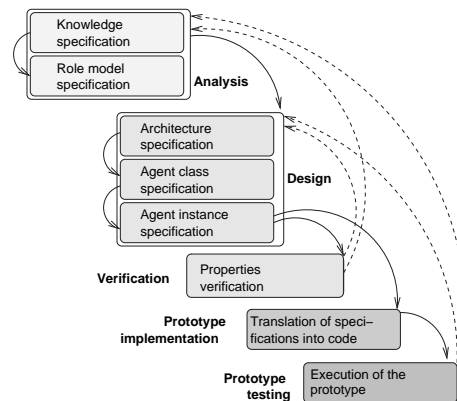 Knowledge
specification
Role model
specification
Analysis
Architecture
specification
Agent class
specification
Design
Agent instance
specification
Verification
Properties
verification
Prototype
implementation
Translation of speci–
fications into code
Prototype
testing
Execution of the
prototype